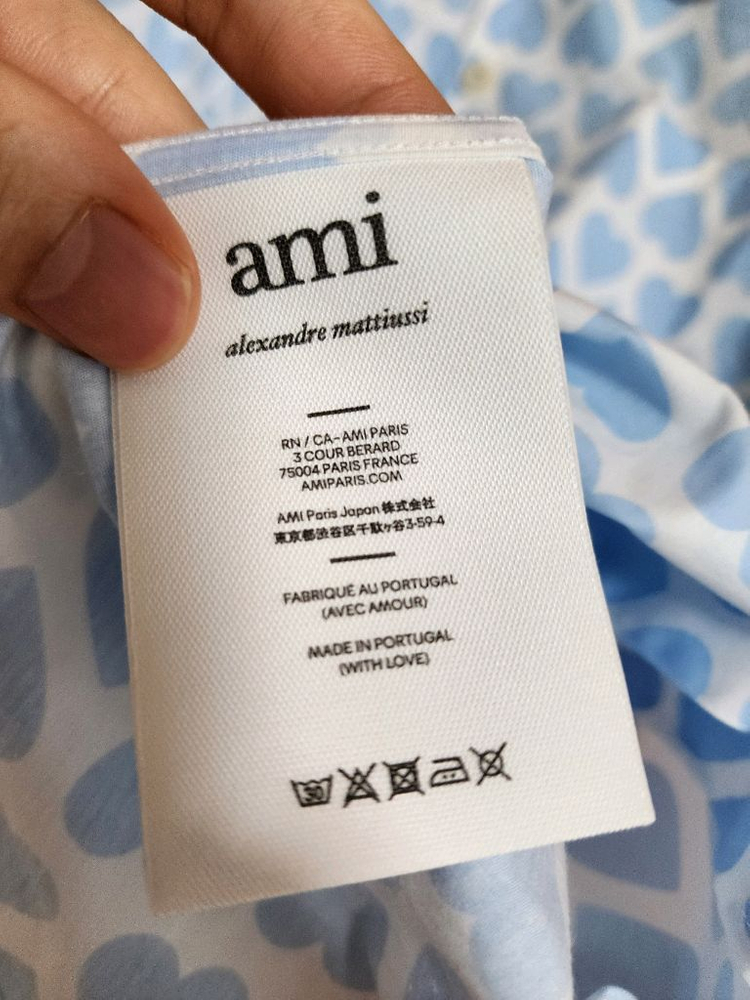 ami
alexandre mattiussi
RN / CA-AMI PARIS
3 COUR BERARD
75004 PARIS FRANCE
AMIPARIS.COM
AMI Paris Japan 株式会社
東京都渋谷区千駄ヶ谷3-59-4
FABRIQUÉ AU PORTUGAL
(AVEC AMOUR)
MADE IN PORTUGAL
(WITH LOVE)
30